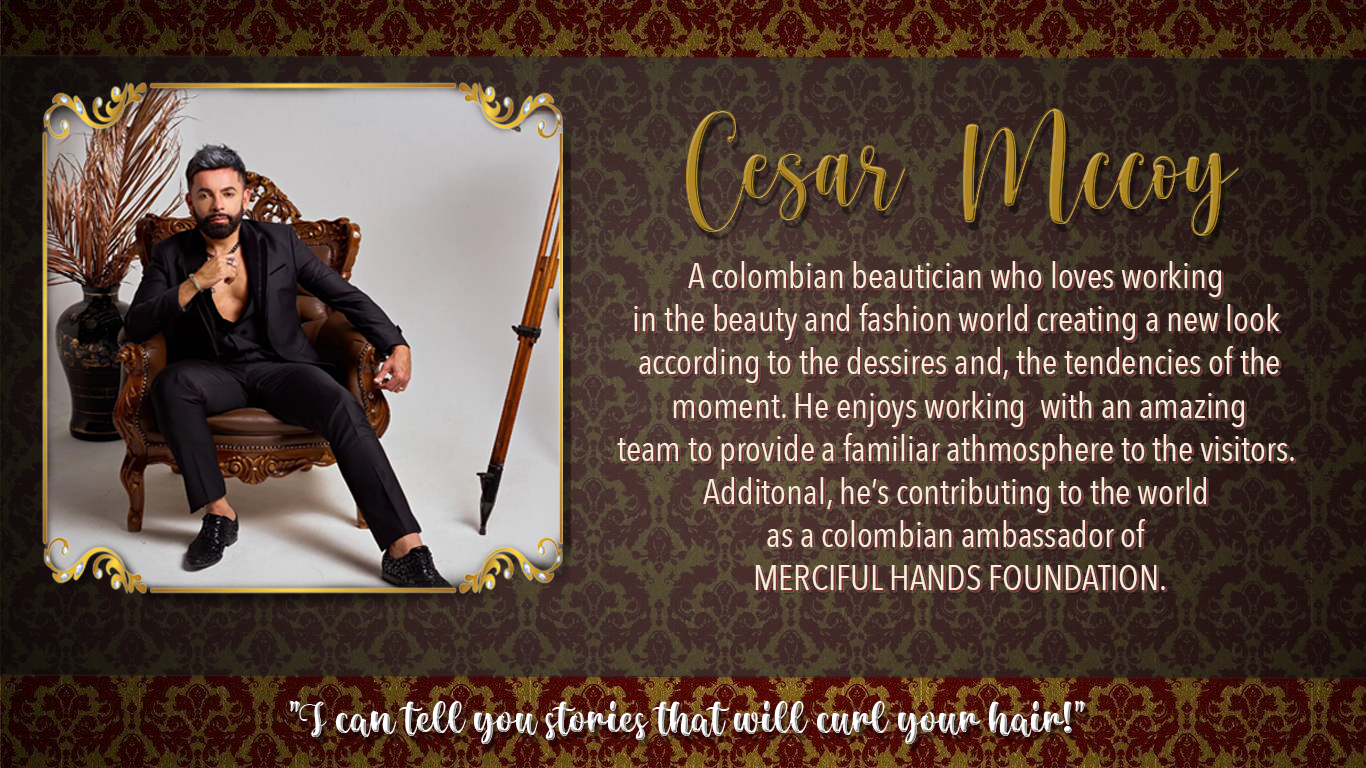 Cesar Mccoy
A colombian beautician who loves working
in the beauty and fashion world creating a new look
according to the dessires and, the tendencies of the
moment. He enjoys working with an amazing
team to provide a familiar athmosphere to the visitors.
Additonal, he's contributing to the world
as a colombian ambassador of
MERCIFUL HANDS FOUNDATION.
"I can tell you stories that will curl your hair!"